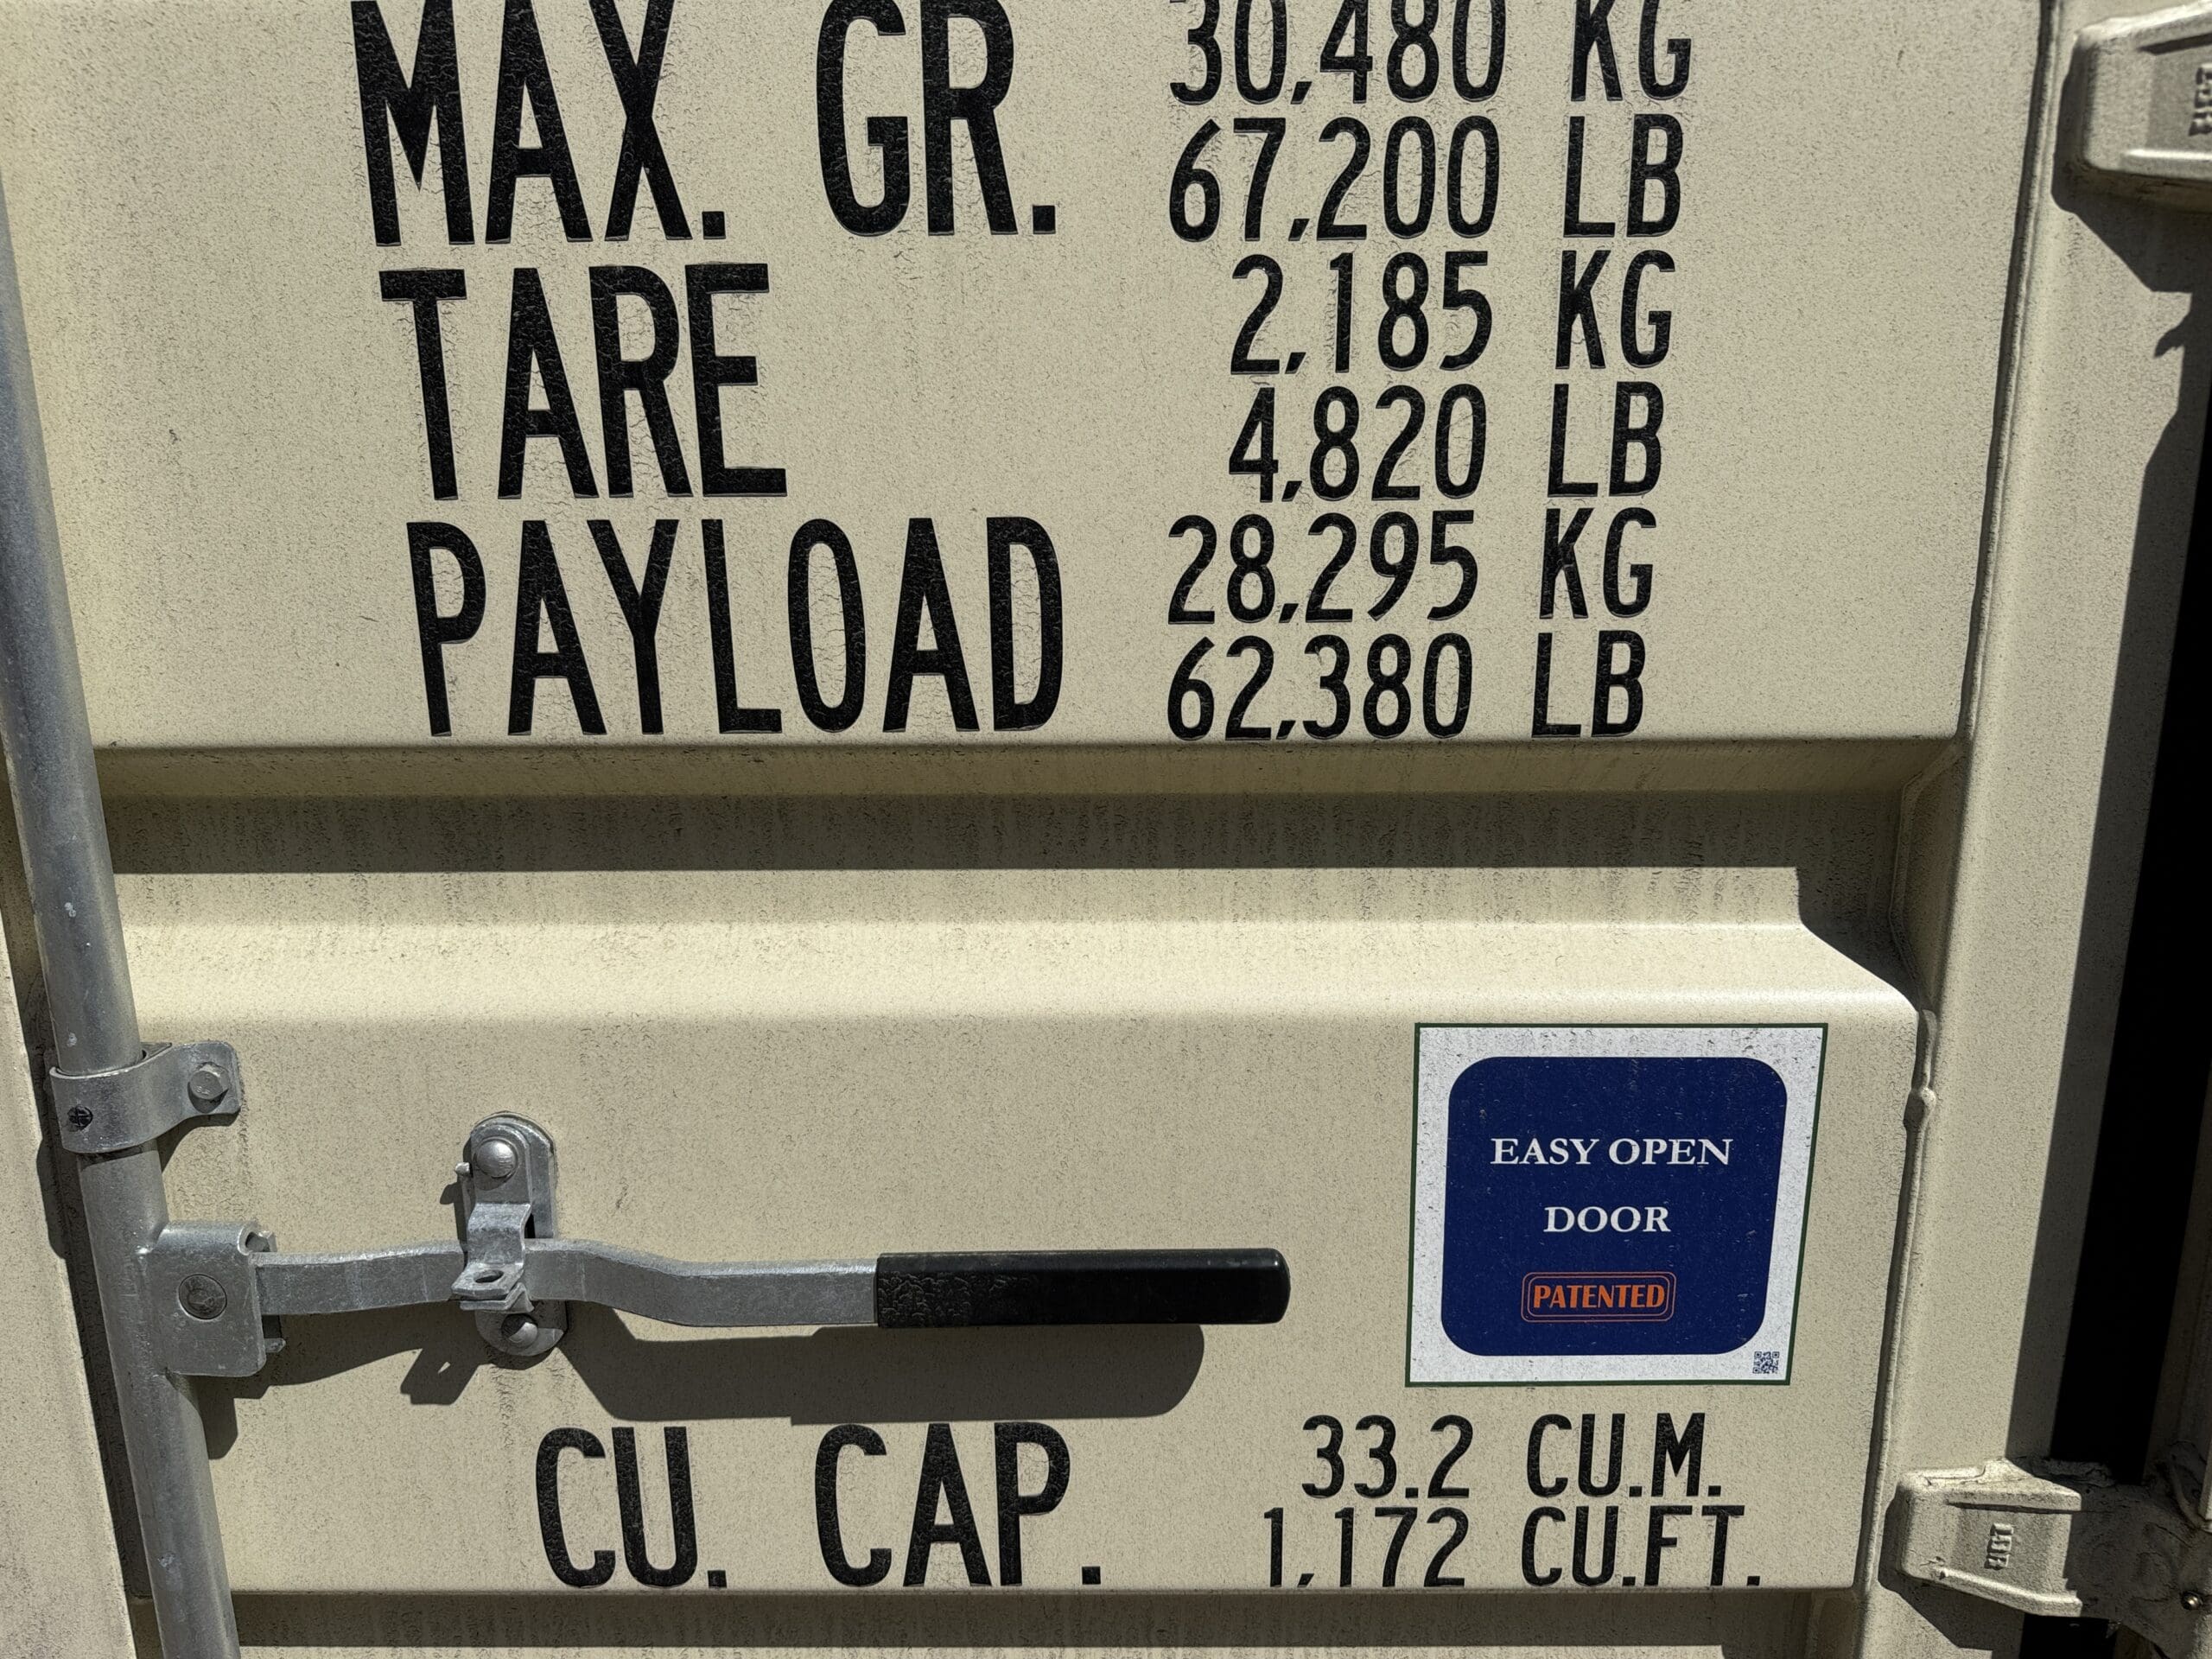 MAX. GR. 30,480 KG
67,200 LB
TARE 2,185 KG
4,820 LB
PAYLOAD 28,295 KG
62,380 LB
EASY OPEN
DOOR
PATENTED
CU. CAP. 33.2 CU.M.
1,172 CU.FT.